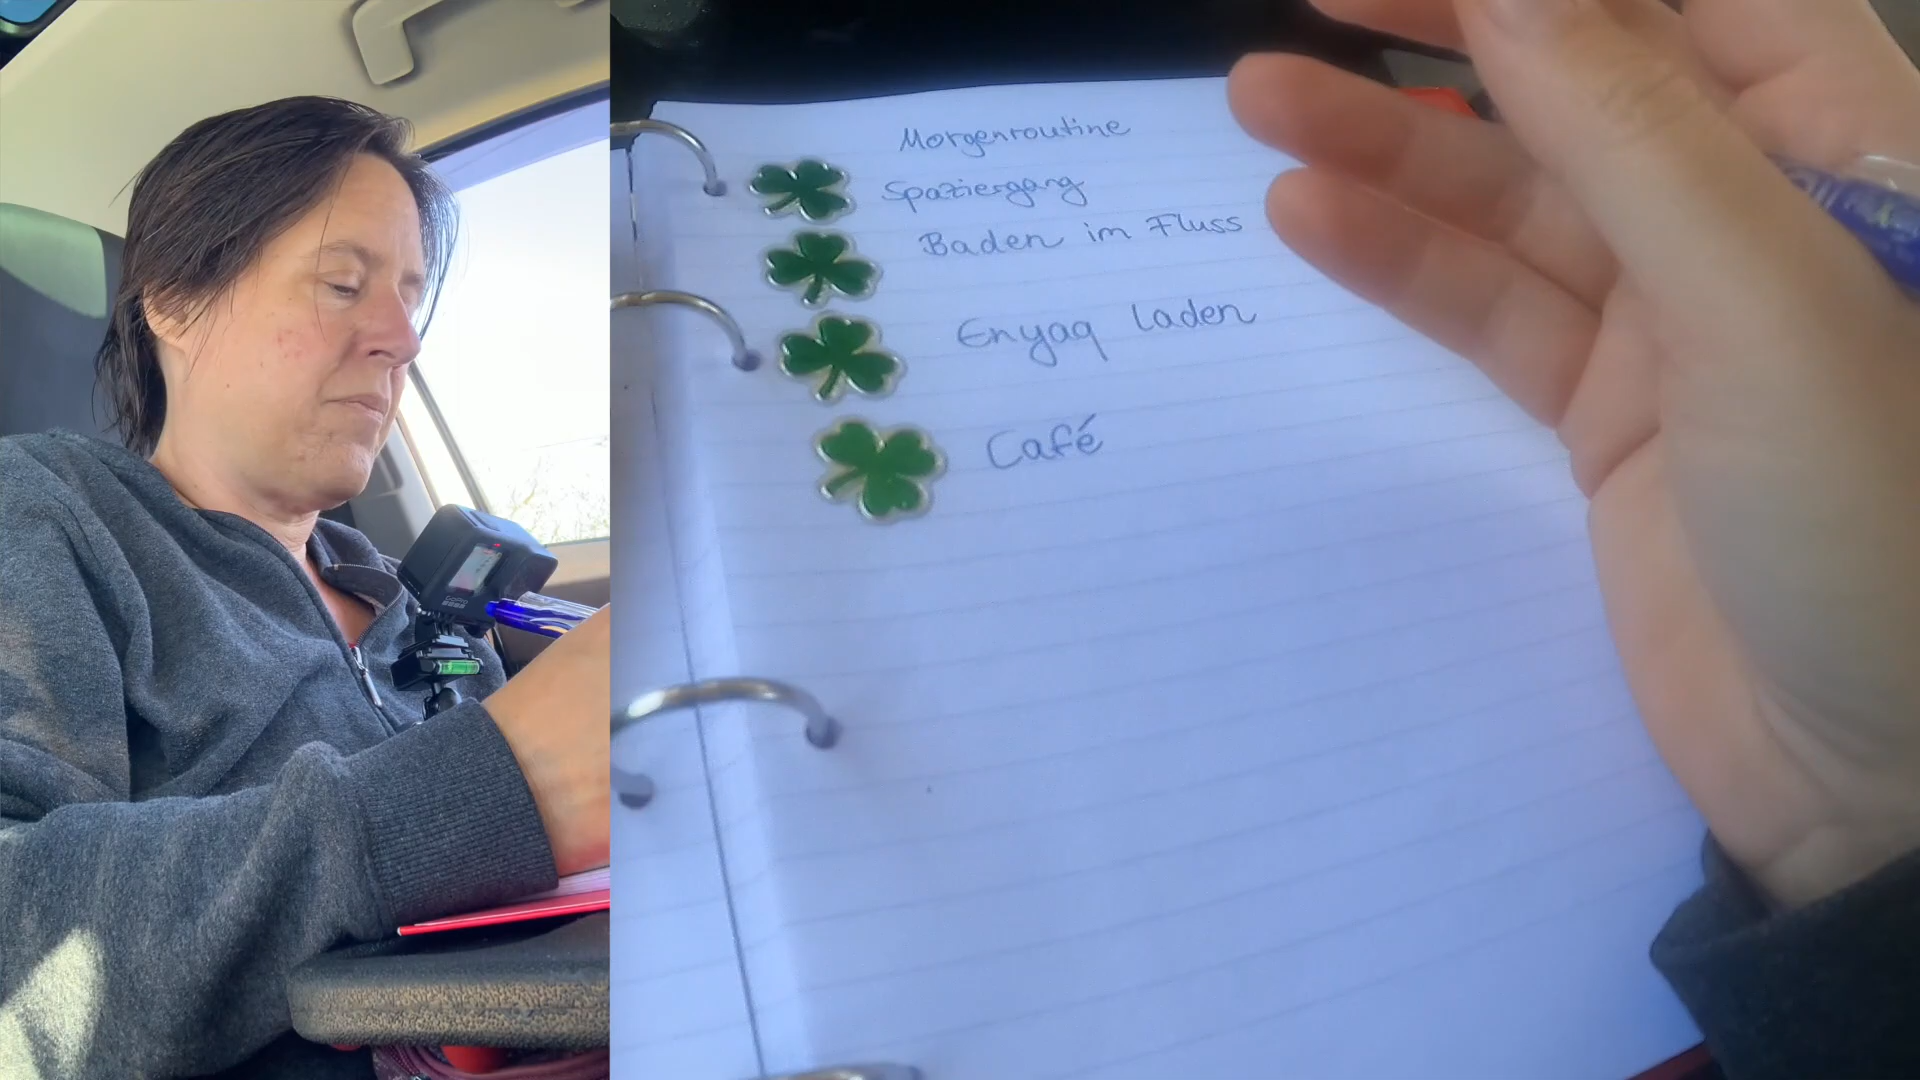 Morgenroutine
Spaziergang
Baden im Fluss
Enyaq laden
Café